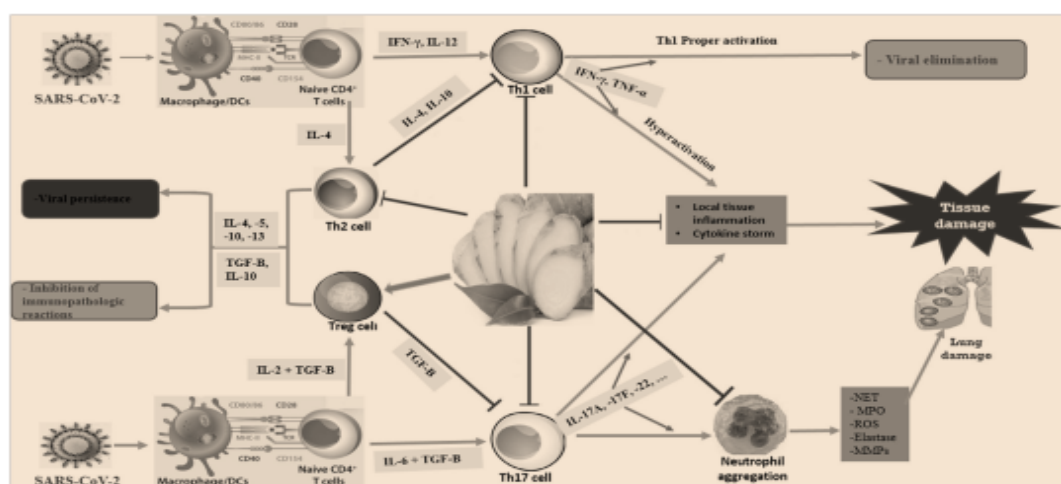 CD80/86 CD28
MHC-II TCR
CD40 CD154
SARS-CoV-2
Macrophage/DCs
Naive CD4+
T cells
IFN-γ, IL-12
Th1 cell
Th1 Proper activation
IFN-γ, TNF-α
Hyperactivation
- Viral elimination
IL-4
IL-4, IL-10
Th2 cell
-Viral persistence
IL-4, -5,
-10, -13
TGF-B,
IL-10
- Inhibition of
immunopathologic
reactions
Treg cell
• Local tissue
inflammation
• Cytokine storm
Tissue
damage
Lung
damage
IL-2 + TGF-B
TGF-B
IL-17A, -17F, -22, ...
CD80/86 CD28
MHC-II TCR
CD40 CD154
SARS-CoV-2
Macrophage/DCs
Naive CD4+
T cells
IL-6 + TGF-B
Th17 cell
Neutrophil
aggregation
-NET
- MPO
-ROS
-Elastase
-MMPs